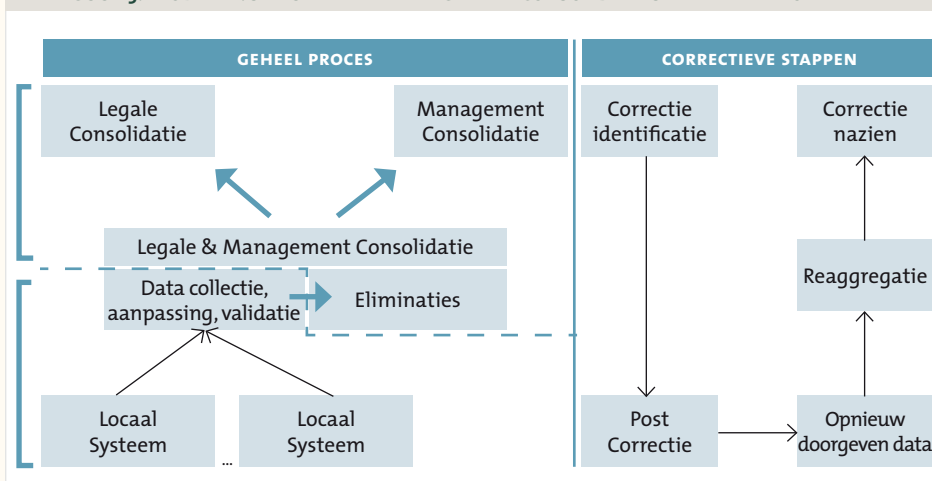 GEHEEL PROCES
CORRECTIEVE STAPPEN
Legale
Consolidatie
Management
Consolidatie
Correctie
identificatie
Correctie
nazien
Legale & Management Consolidatie
Data collectie,
aanpassing, validatie
Eliminaties
Reaggregatie
Locaal
Systeem
...
Locaal
Systeem
Post
Correctie
Opnieuw
doorgeven data